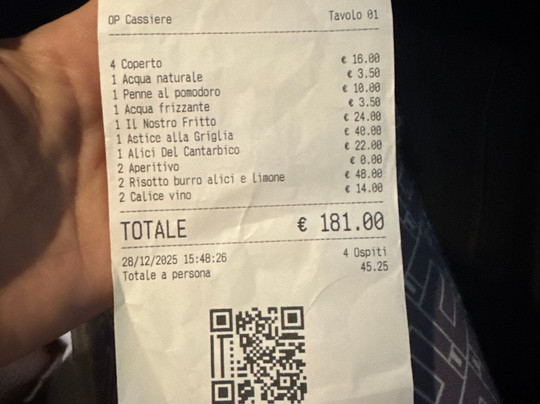 OP Cassiere Tavolo 01
4 Coperto € 16.00
1 Acqua naturale € 3.50
1 Penne al pomodoro € 10.00
1 Acqua frizzante € 3.50
1 Il Nostro Fritto € 24.00
1 Astice alla Griglia € 40.00
1 Alici Del Cantarbico € 22.00
2 Aperitivo € 0.00
2 Risotto burro alici e limone € 48.00
2 Calice vino € 14.00
TOTALE € 181.00
28/12/2025 15:48:26 4 Ospiti
Totale a persona 45.25